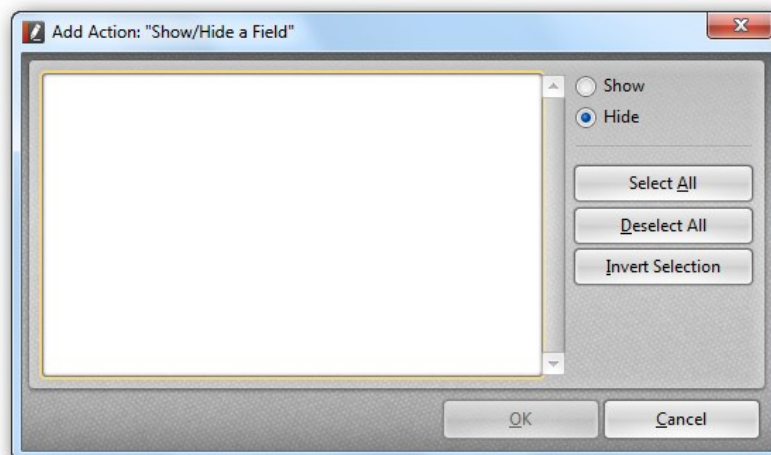 Add Action: "Show/Hide a Field"
Show
Hide
Select All
Deselect All
Invert Selection
OK
Cancel